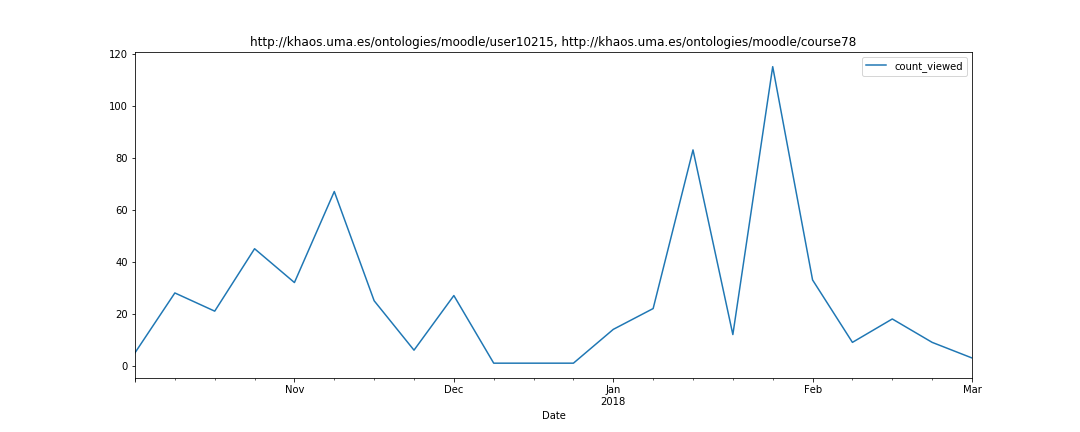 http://khaos.uma.es/ontologies/moodle/user10215, http://khaos.uma.es/ontologies/moodle/course78
count_viewed
120
100
80
60
40
20
0
Nov
Dec
Jan
2018
Feb
Mar
Date